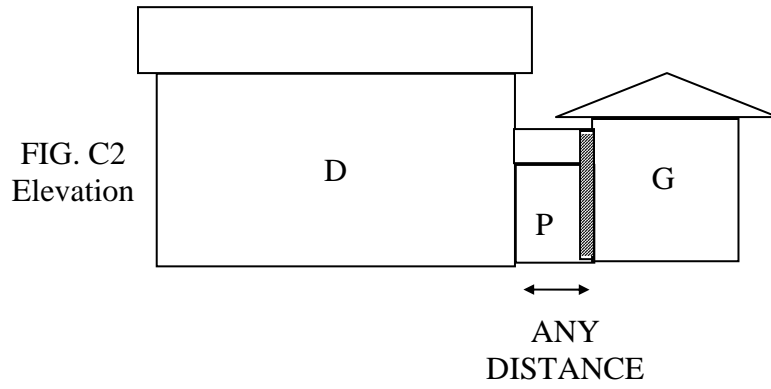 FIG. C2
Elevation
D
P
G
ANY
DISTANCE